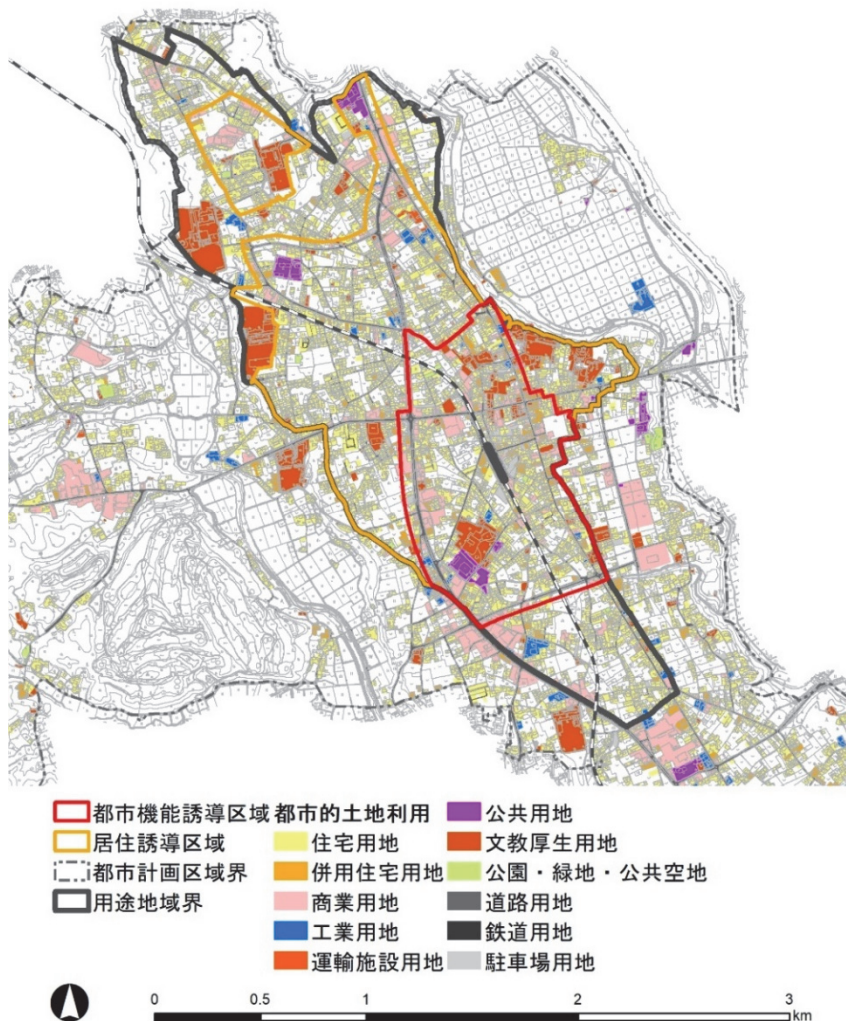 都市機能誘導区域
居住誘導区域
都市計画区域界
用途地域界
都市的土地利用
住宅用地
併用住宅用地
商業用地
工業用地
運輸施設用地
公共用地
文教厚生用地
公園・緑地・公共空地
道路用地
鉄道用地
駐車場用地
0 0.5 1 2 3
km